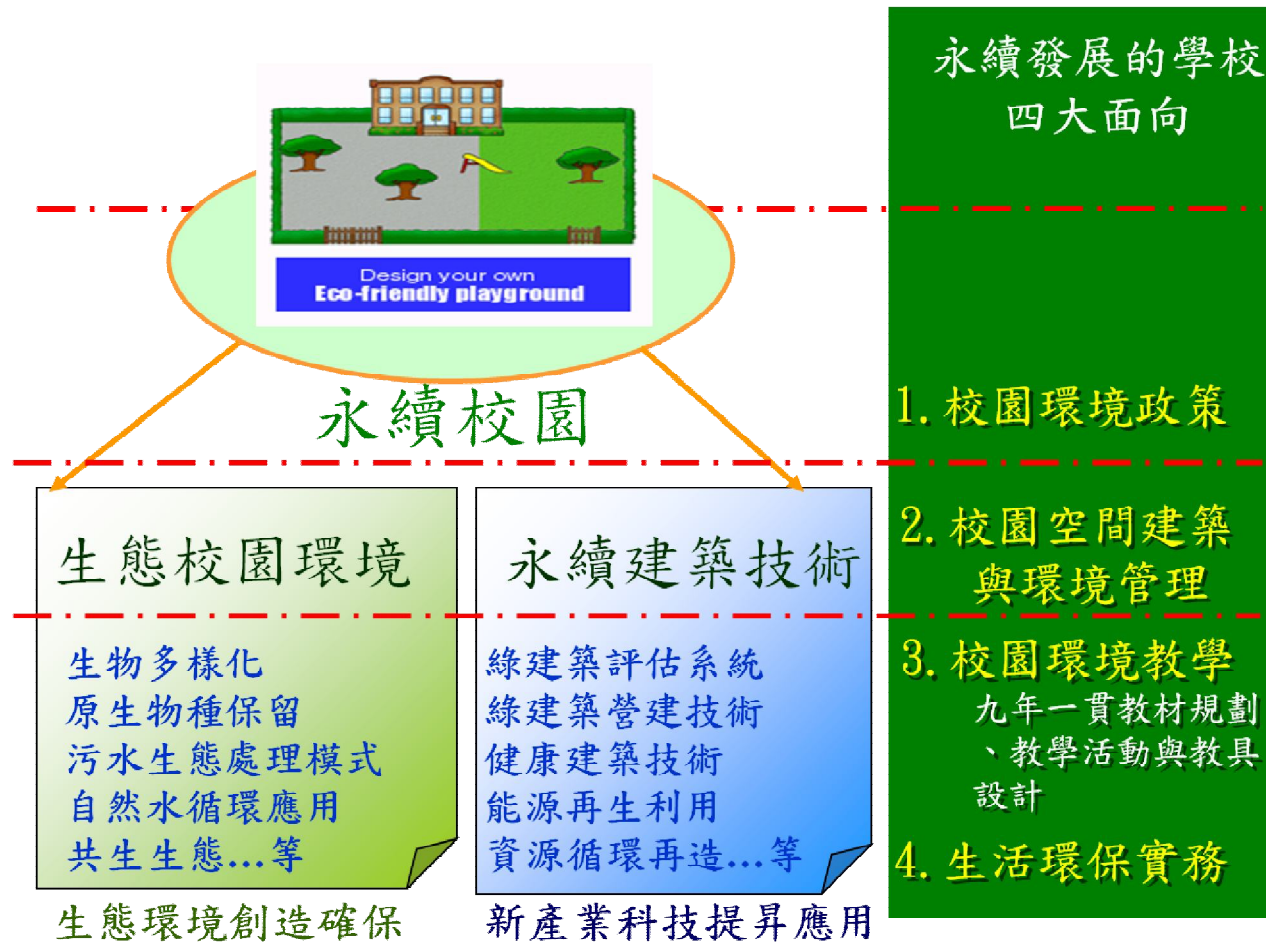 Design your own
Eco-friendly playground
永續校園
生態校園環境
生物多樣化
原生物種保留
污水生態處理模式
自然水循環應用
共生生態...等
生態環境創造確保
永續建築技術
綠建築評估系統
綠建築營建技術
健康建築技術
能源再生利用
資源循環再造...等
新產業科技提昇應用
永續發展的學校
四大面向
1. 校園環境政策
2. 校園空間建築
與環境管理
3. 校園環境教學
九年一貫教材規劃
、教學活動與教具
設計
4. 生活環保實務